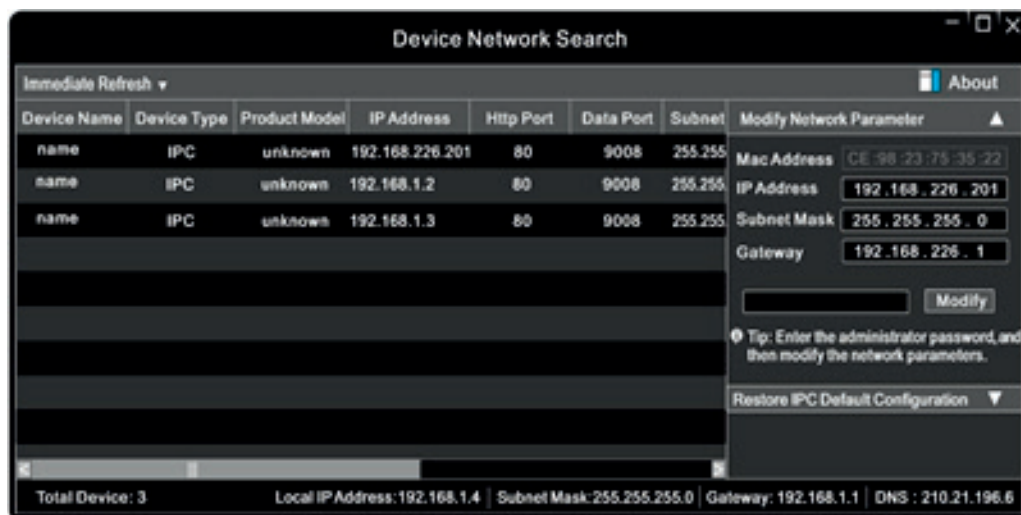 Device Network Search
Immediate Refresh
About
Device Name Device Type Product Model IP Address Http Port Data Port Subnet
name IPC unknown 192.168.226.201 80 9008 255.255
name IPC unknown 192.168.1.2 80 9008 255.255.
name IPC unknown 192.168.1.3 80 9008 255.255.
Modify Network Parameter
Mac Address CE:98:23:75:35:22
IP Address 192.168.226.201
Subnet Mask 255.255.255.0
Gateway 192.168.226.1
Modify
Tip: Enter the administrator password, and
then modify the network parameters.
Restore IPC Default Configuration
Total Device: 3 Local IP Address:192.168.1.4 Subnet Mask:255.255.255.0 Gateway: 192.168.1.1 DNS : 210.21.196.6